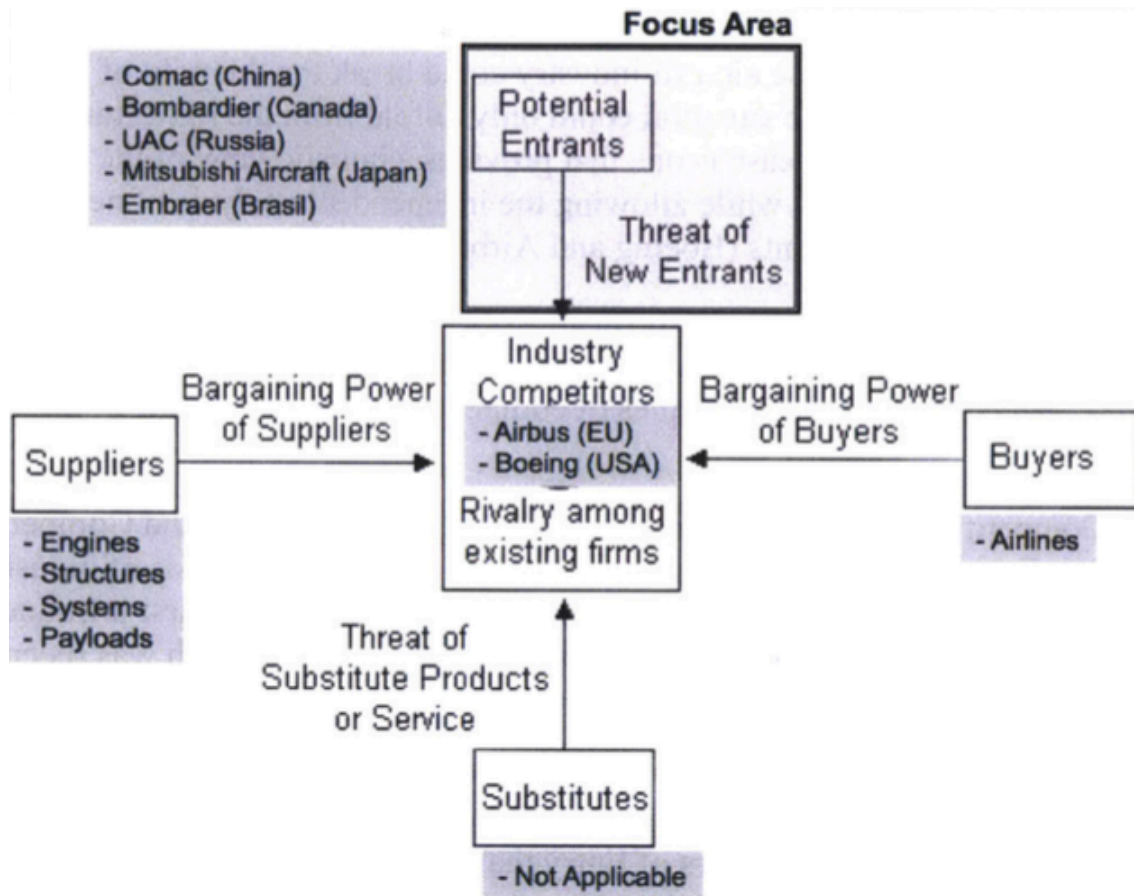 Focus Area
- Comac (China)
- Bombardier (Canada)
- UAC (Russia)
- Mitsubishi Aircraft (Japan)
- Embraer (Brasil)
Potential
Entrants
Threat of
New Entrants
Industry
Competitors
- Airbus (EU)
- Boeing (USA)
Rivalry among
existing firms
Bargaining Power
of Suppliers
Suppliers
- Engines
- Structures
- Systems
- Payloads
Bargaining Power
of Buyers
Buyers
- Airlines
Threat of
Substitute Products
or Service
Substitutes
- Not Applicable